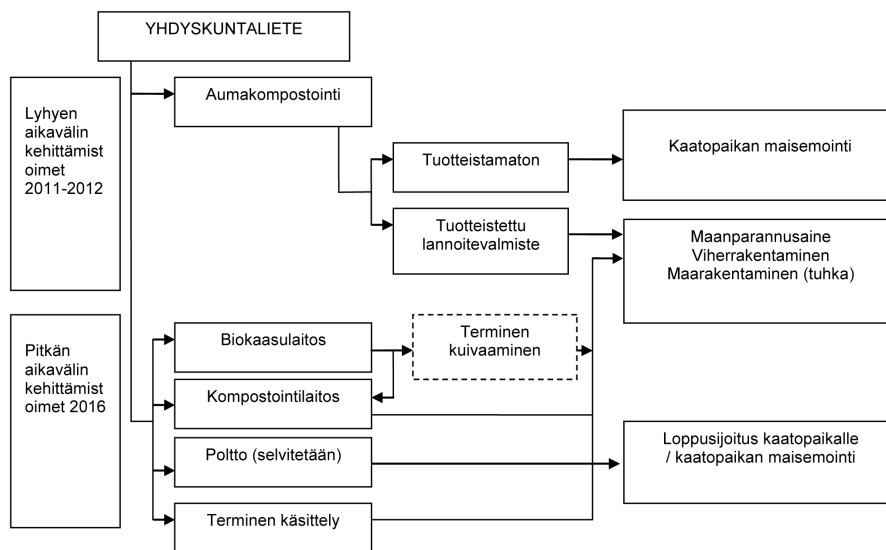 YHDYSKUNTALIETE
Lyhyen
aikavälin
kehittämist
oimet
2011-2012
Aumakompostointi
Tuotteistamaton
Kaatopaikan maisemointi
Tuotteistettu
lannoitevalmiste
Maanparannusaine
Viherrakentaminen
Maarakentaminen (tuhka)
Pitkän
aikavälin
kehittämist
oimet 2016
Biokaasulaitos
Terminen
kuivaaminen
Kompostointilaitos
Poltto (selvitetään)
Loppusijoitus kaatopaikalle
/ kaatopaikan maisemointi
Terminen käsittely